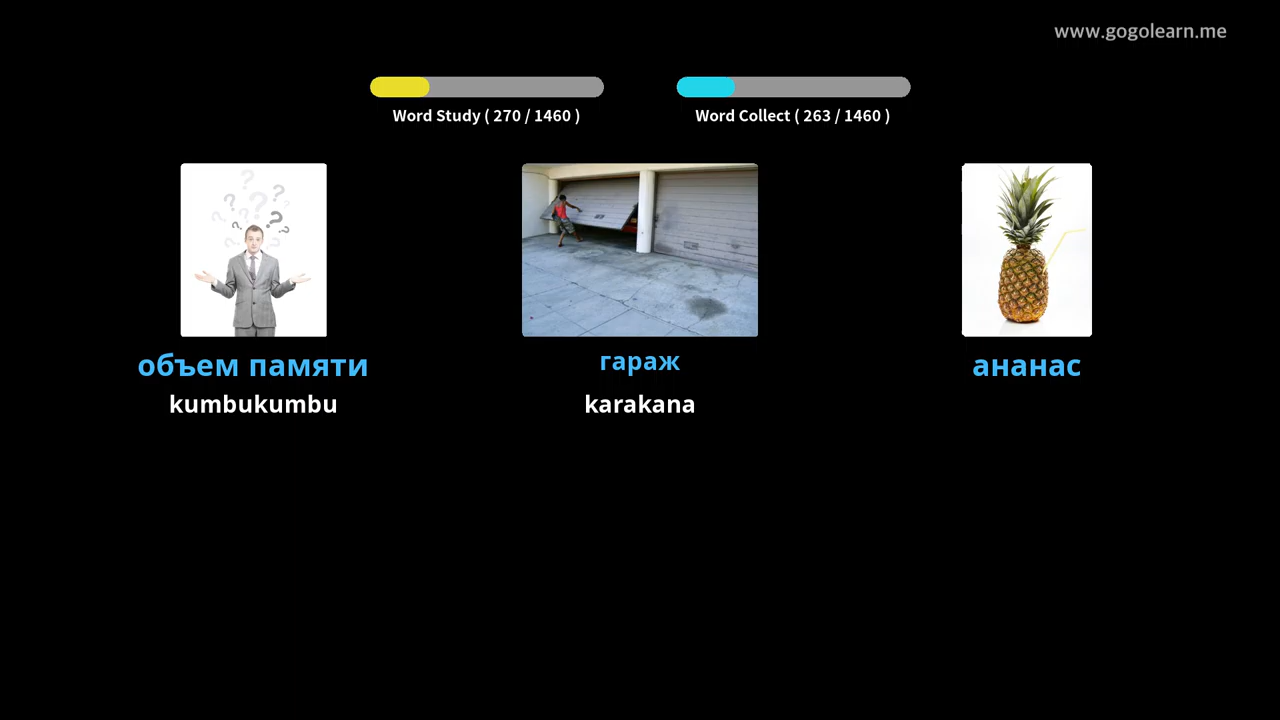 www.gogolearn.me
Word Study ( 270 / 1460 )
Word Collect ( 263 / 1460 )
объем памяти
гараж
ананас
kumbukumbu
karakana